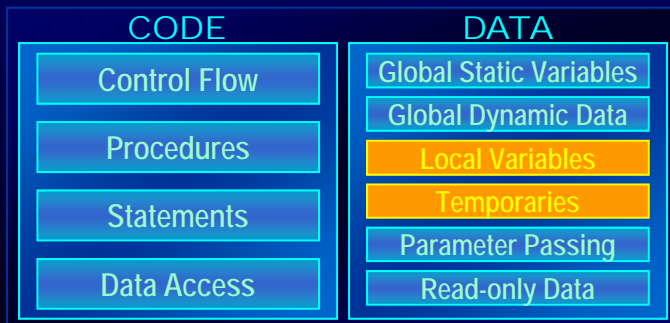 CODE
Control Flow
Procedures
Statements
Data Access
DATA
Global Static Variables
Global Dynamic Data
Local Variables
Temporaries
Parameter Passing
Read-only Data